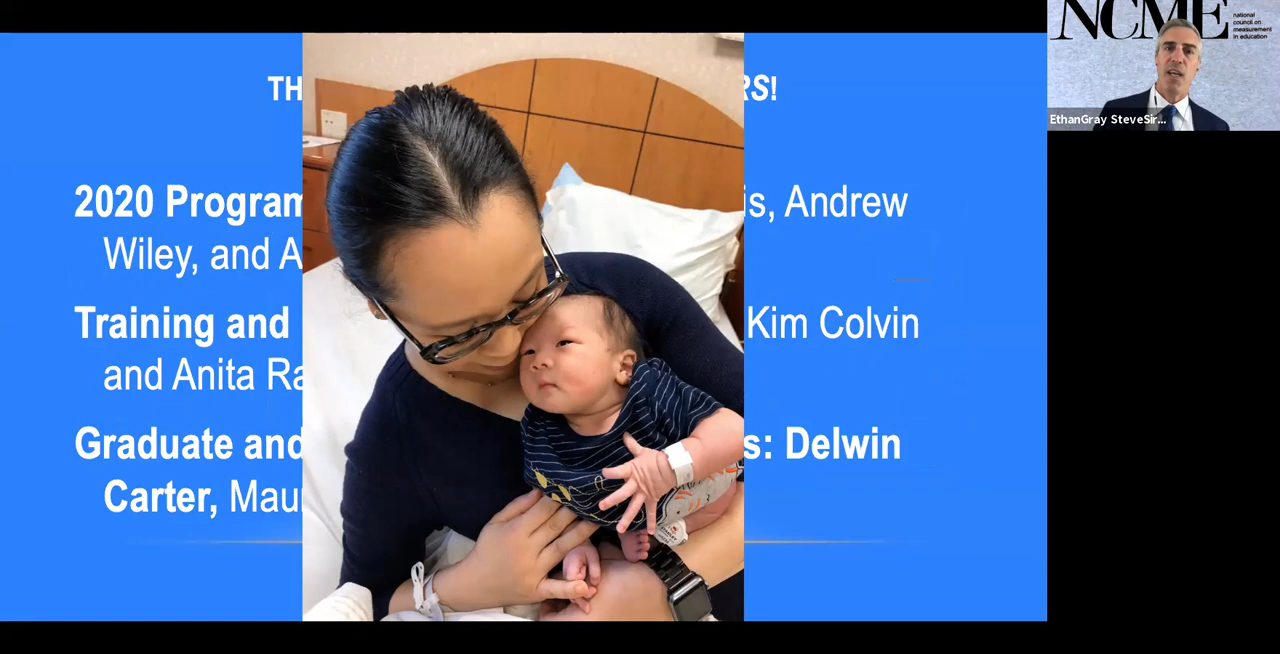 TH
RS!
2020 Program
is, Andrew
Wiley, and A
Training and
Kim Colvin
and Anita Ra
Graduate and
s: Delwin
Carter, Mau
NCME
national
council on
measurement
in education
EthanGray SteveSir...